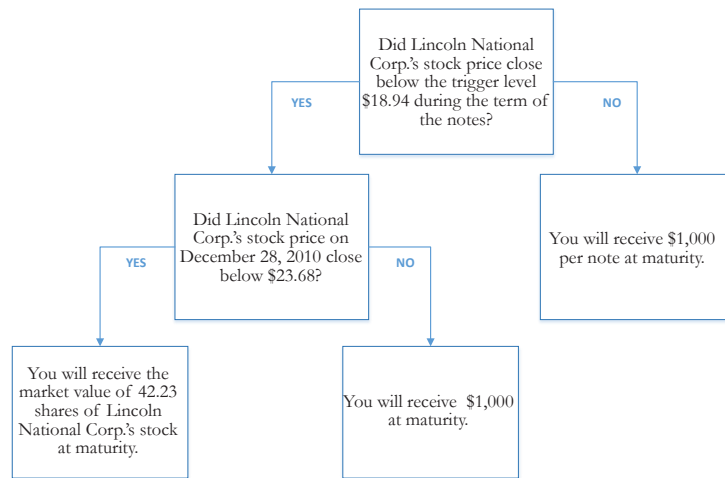 Did Lincoln National
Corp.'s stock price close
below the trigger level
$18.94 during the term of
the notes?
YES
NO
Did Lincoln National
Corp.'s stock price on
December 28, 2010 close
below $23.68?
You will receive $1,000
per note at maturity.
YES
NO
You will receive the
market value of 42.23
shares of Lincoln
National Corp.'s stock
at maturity.
You will receive $1,000
at maturity.